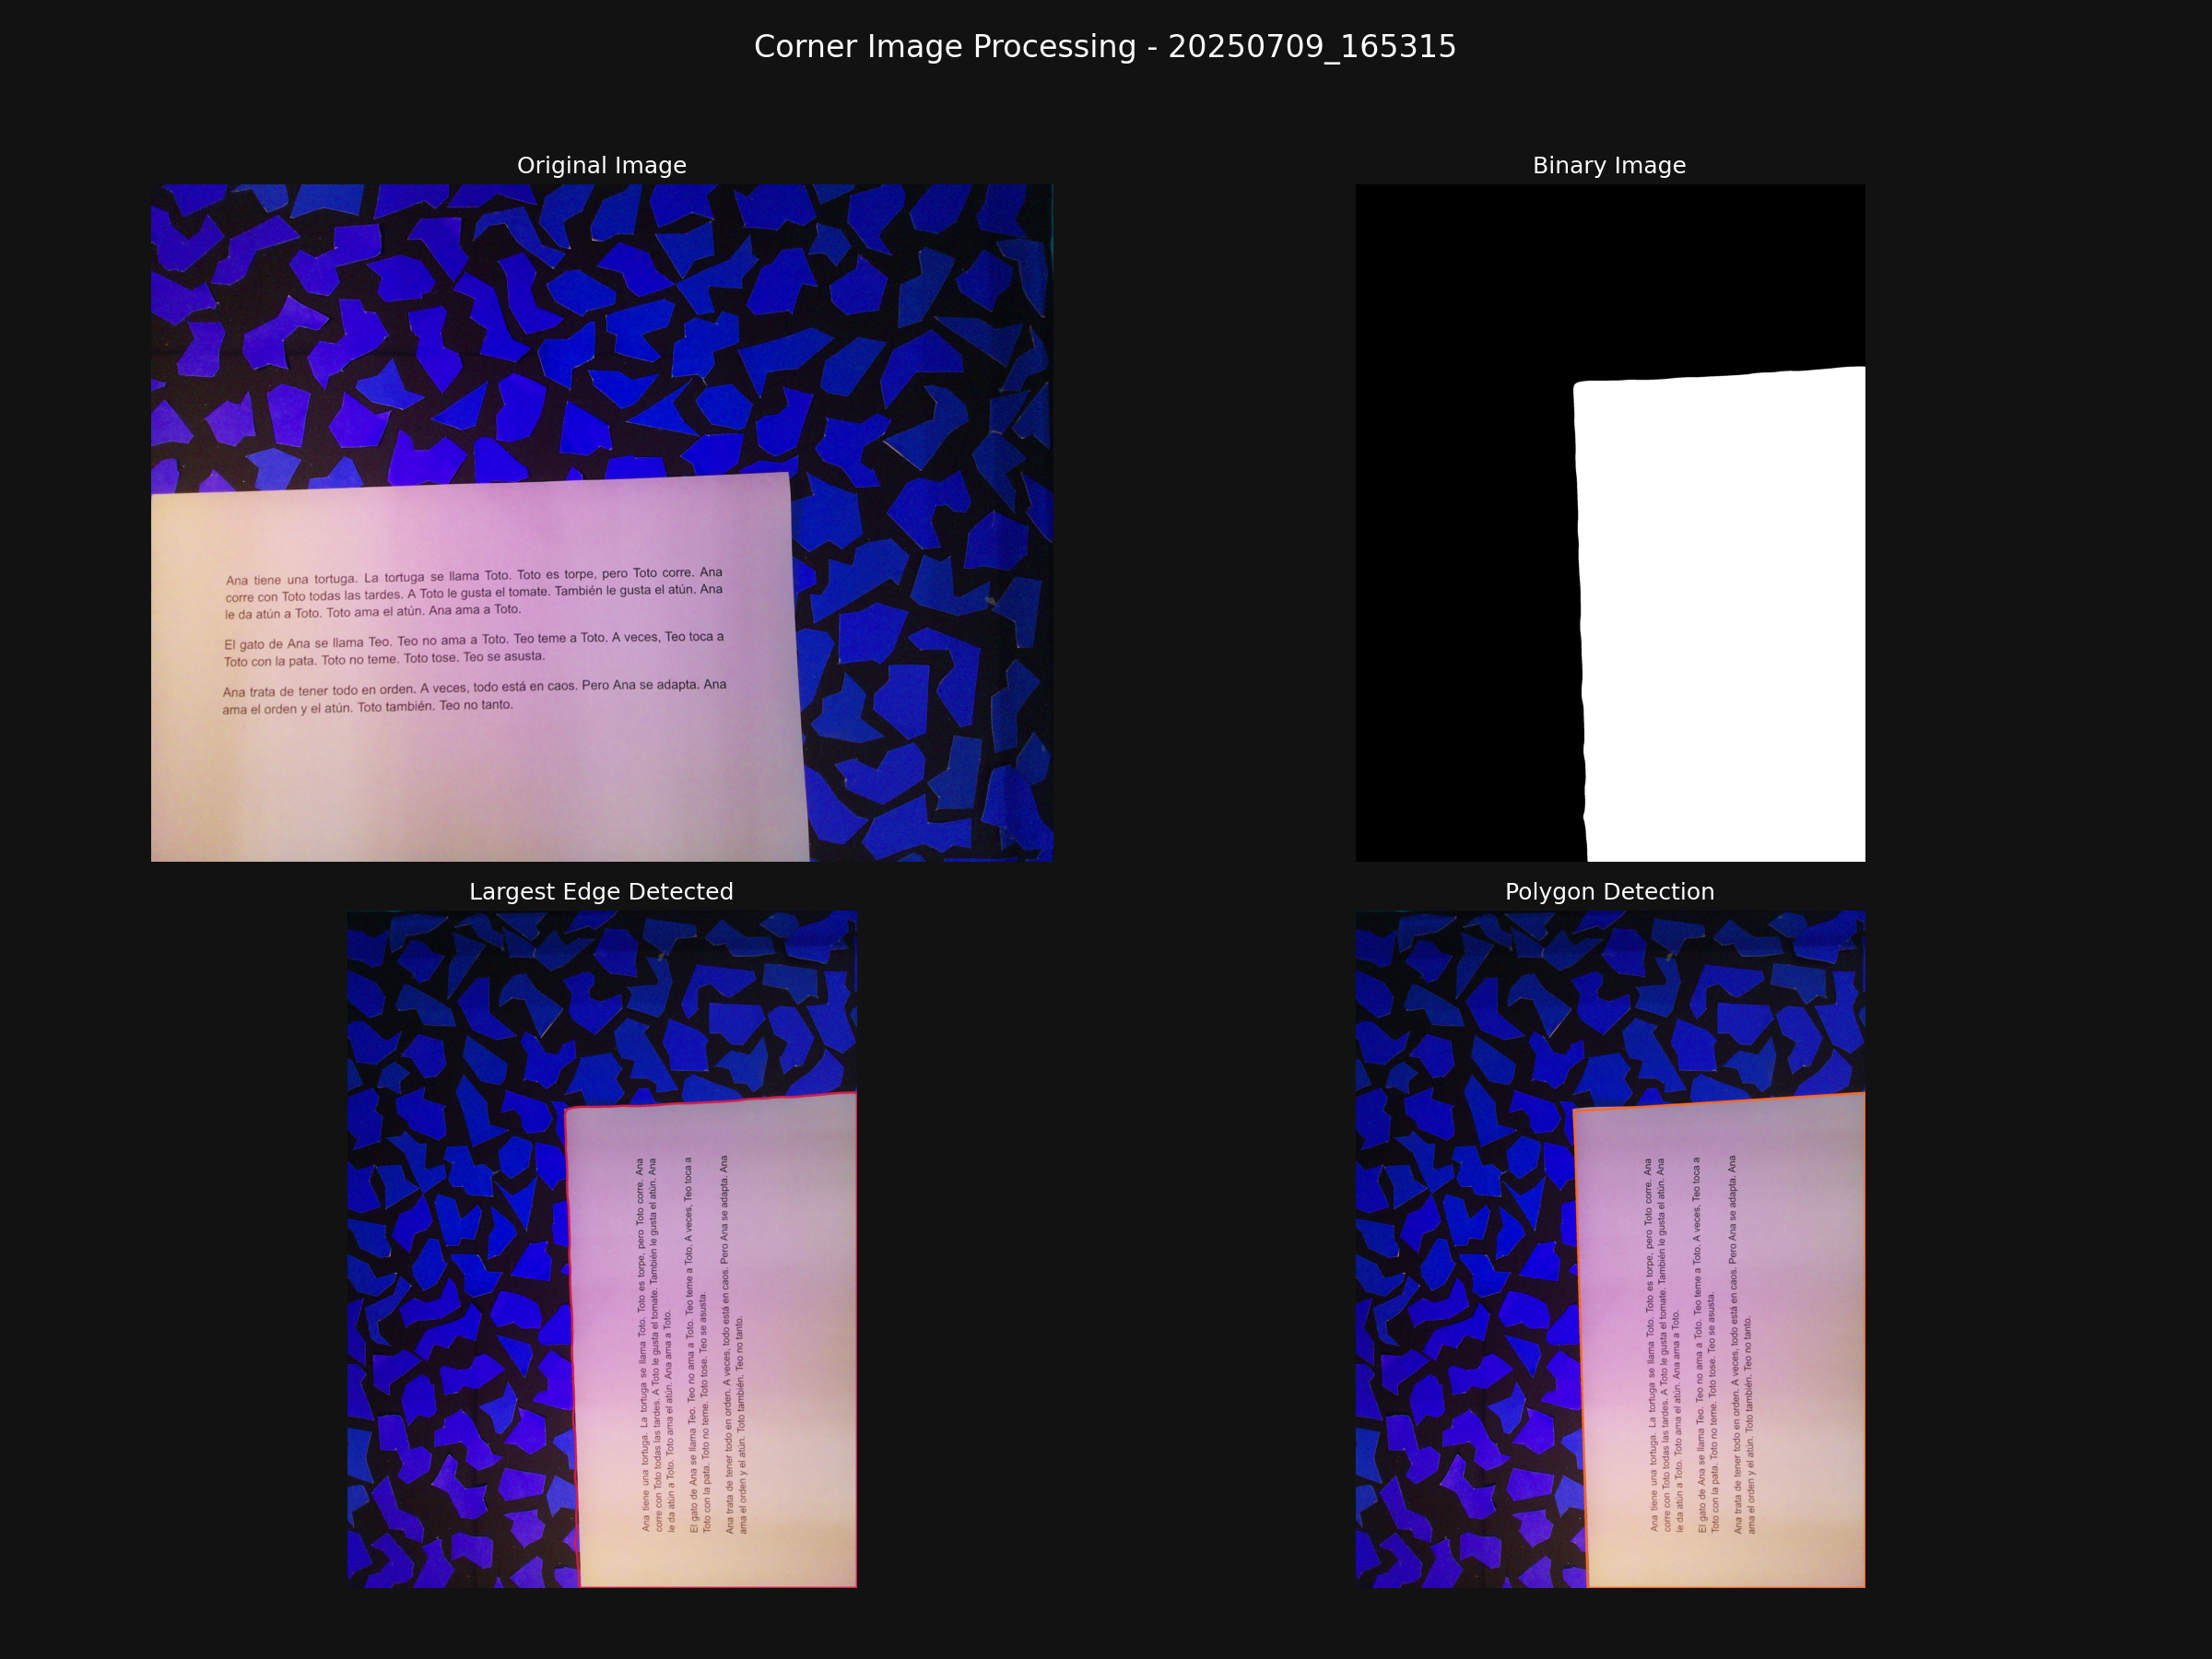 Corner Image Processing - 20250709_165315
Original Image
Ana tiene una tortuga. La tortuga se llama Toto. Toto es torpe, pero Toto corre. Ana
corre con Toto todas las tardes. A Toto le gusta el tomate. También le gusta el atún. Ana
le da atún a Toto. Toto ama el atún. Ana ama a Toto.
El gato de Ana se llama Teo. Teo no ama a Toto. Teo teme a Toto. A veces, Teo toca a
Toto con la pata. Toto no teme. Toto tose. Teo se asusta.
Ana trata de tener todo en orden. A veces, todo está en caos. Pero Ana se adapta. Ana
ama el orden y el atún. Toto también. Teo no tanto.
Binary Image
Largest Edge Detected
Ana tiene una tortuga. La tortuga se llama Toto. Toto es torpe, pero Toto corre. Ana
corre con Toto todas las tardes. A Toto le gusta el tomate. También le gusta el atún. Ana
le da atún a Toto. Toto ama el atún. Ana ama a Toto.
El gato de Ana se llama Teo. Teo no ama a Toto. Teo teme a Toto. A veces, Teo toca a
Toto con la pata. Toto no teme. Toto tose. Teo se asusta.
Ana trata de tener todo en orden. A veces, todo está en caos. Pero Ana se adapta. Ana
ama el orden y el atún. Toto también. Teo no tanto.
Polygon Detection
Ana tiene una tortuga. La tortuga se llama Toto. Toto es torpe, pero Toto corre. Ana
corre con Toto todas las tardes. A Toto le gusta el tomate. También le gusta el atún. Ana
le da atún a Toto. Toto ama el atún. Ana ama a Toto.
El gato de Ana se llama Teo. Teo no ama a Toto. Teo teme a Toto. A veces, Teo toca a
Toto con la pata. Toto no teme. Toto tose. Teo se asusta.
Ana trata de tener todo en orden. A veces, todo está en caos. Pero Ana se adapta. Ana
ama el orden y el atún. Toto también. Teo no tanto.